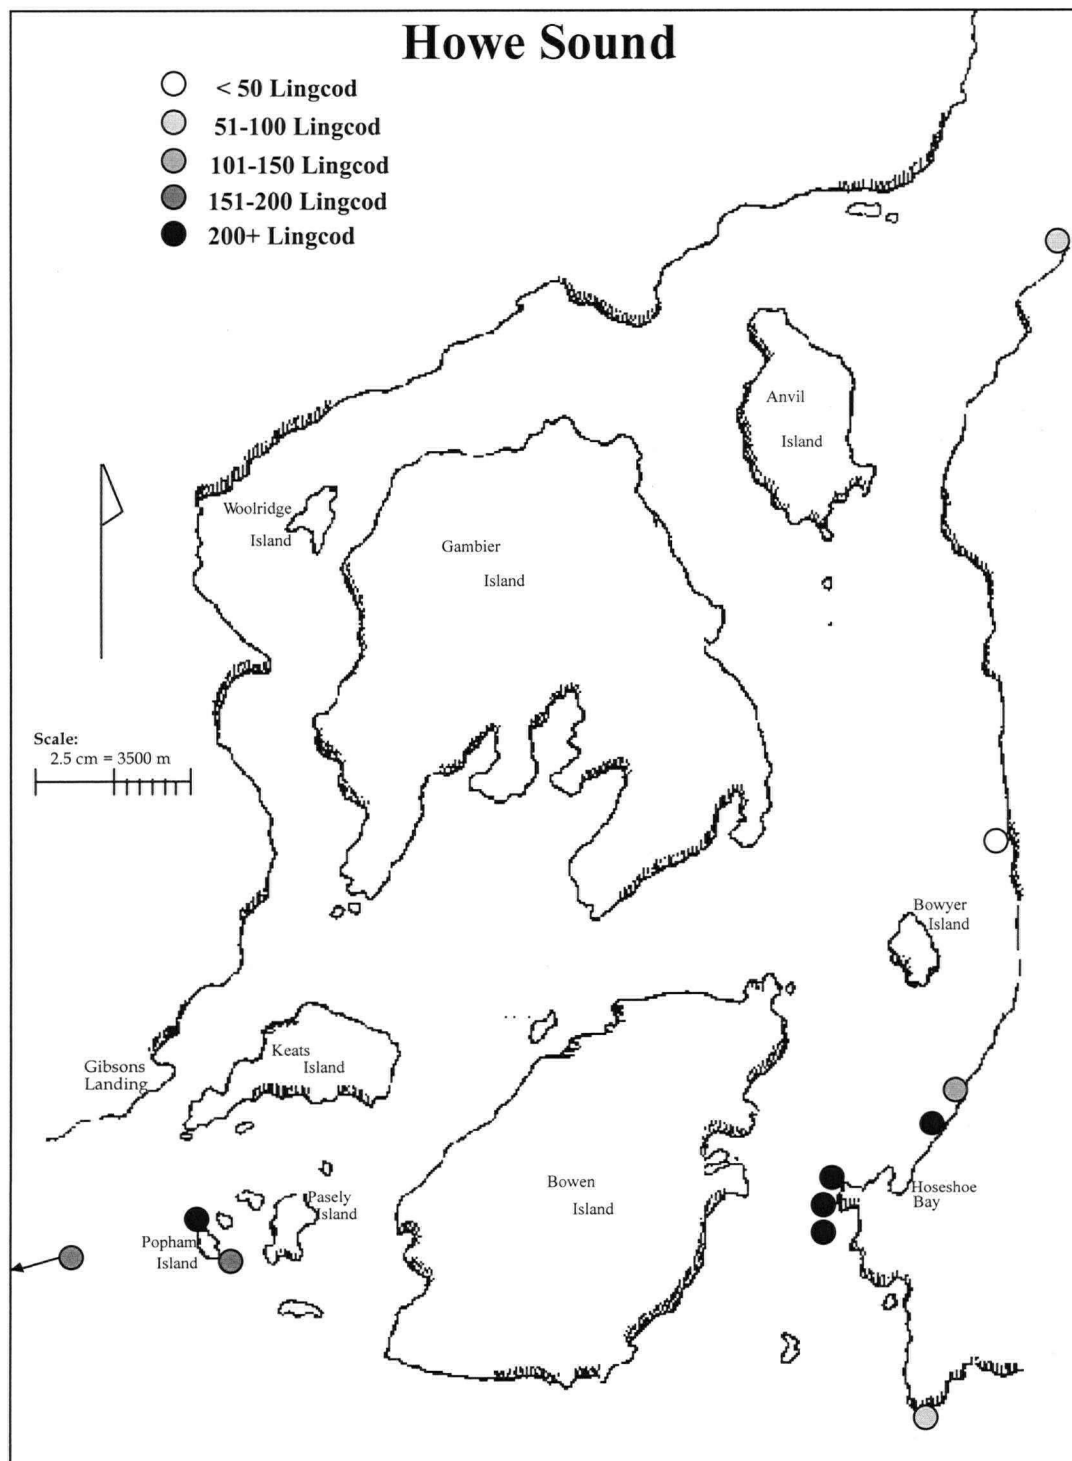 Howe Sound
< 50 Lingcod
51-100 Lingcod
101-150 Lingcod
151-200 Lingcod
200+ Lingcod
Anvil
Island
Woolridge
Island
Gambier
Island
Scale:
2.5 cm = 3500 m
Bowyer
Island
Keats
Island
Gibsons
Landing
Bowen
Island
Hoseshoe
Bay
Pasely
Island
Popham
Island